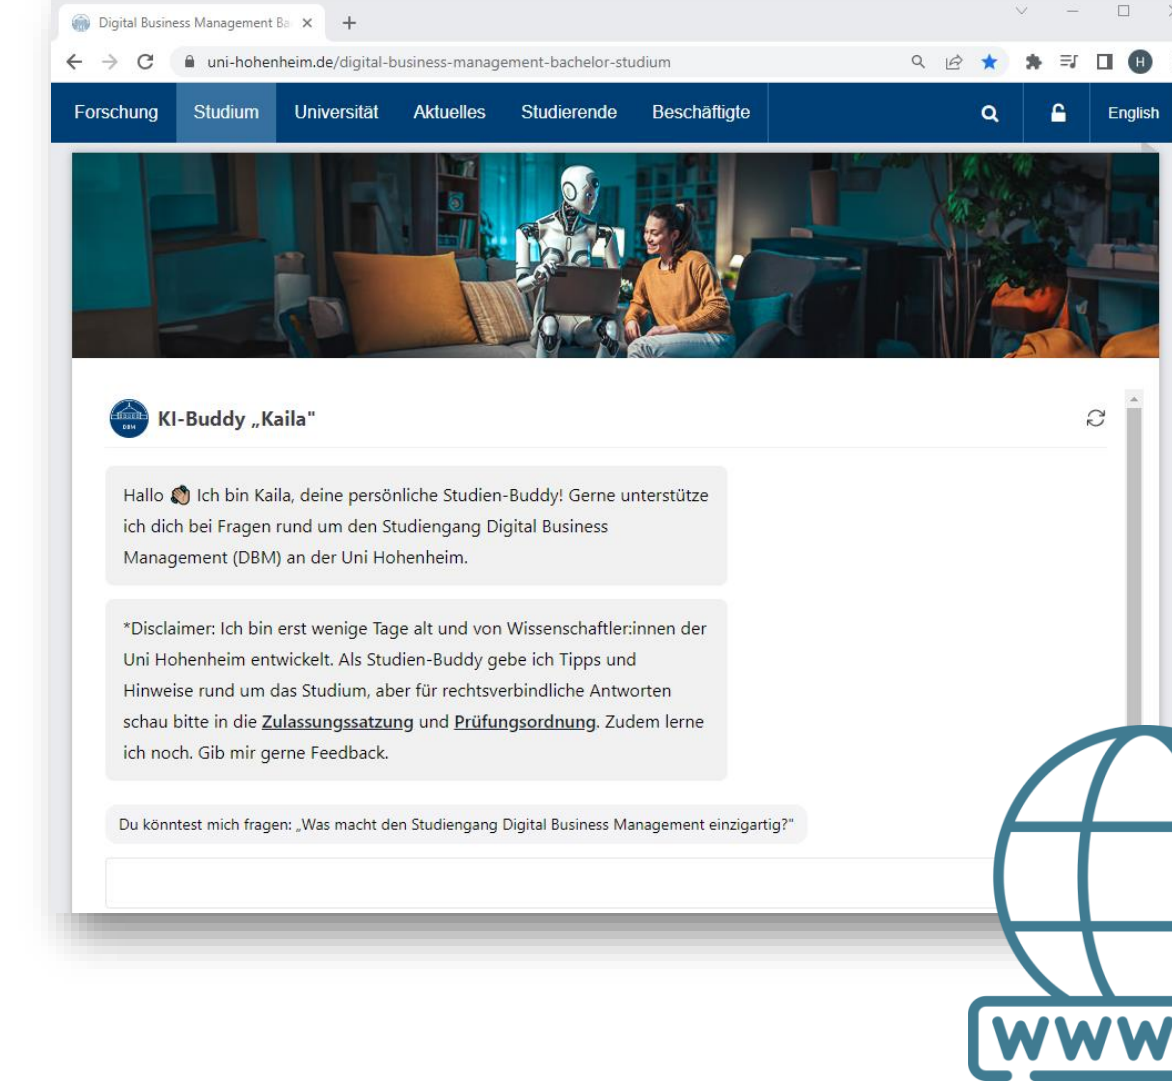 Digital Business Management Ba
uni-hohenheim.de/digital-business-management-bachelor-studium
H
Forschung Studium Universität Aktuelles Studierende Beschäftigte English
DBM
KI-Buddy „Kaila"
Hallo 👋 Ich bin Kaila, deine persönliche Studien-Buddy! Gerne unterstütze
ich dich bei Fragen rund um den Studiengang Digital Business
Management (DBM) an der Uni Hohenheim.
*Disclaimer: Ich bin erst wenige Tage alt und von Wissenschaftler:innen der
Uni Hohenheim entwickelt. Als Studien-Buddy gebe ich Tipps und
Hinweise rund um das Studium, aber für rechtsverbindliche Antworten
schau bitte in die Zulassungssatzung und Prüfungsordnung. Zudem lerne
ich noch. Gib mir gerne Feedback.
Du könntest mich fragen: „Was macht den Studiengang Digital Business Management einzigartig?"
WWW